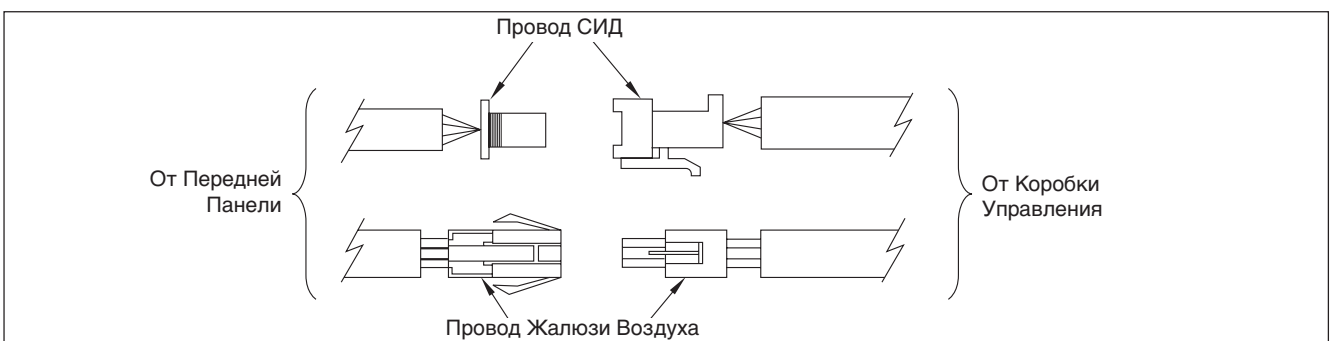 Провод СИД
От Передней
Панели
От Коробки
Управления
Провод Жалюзи Воздуха